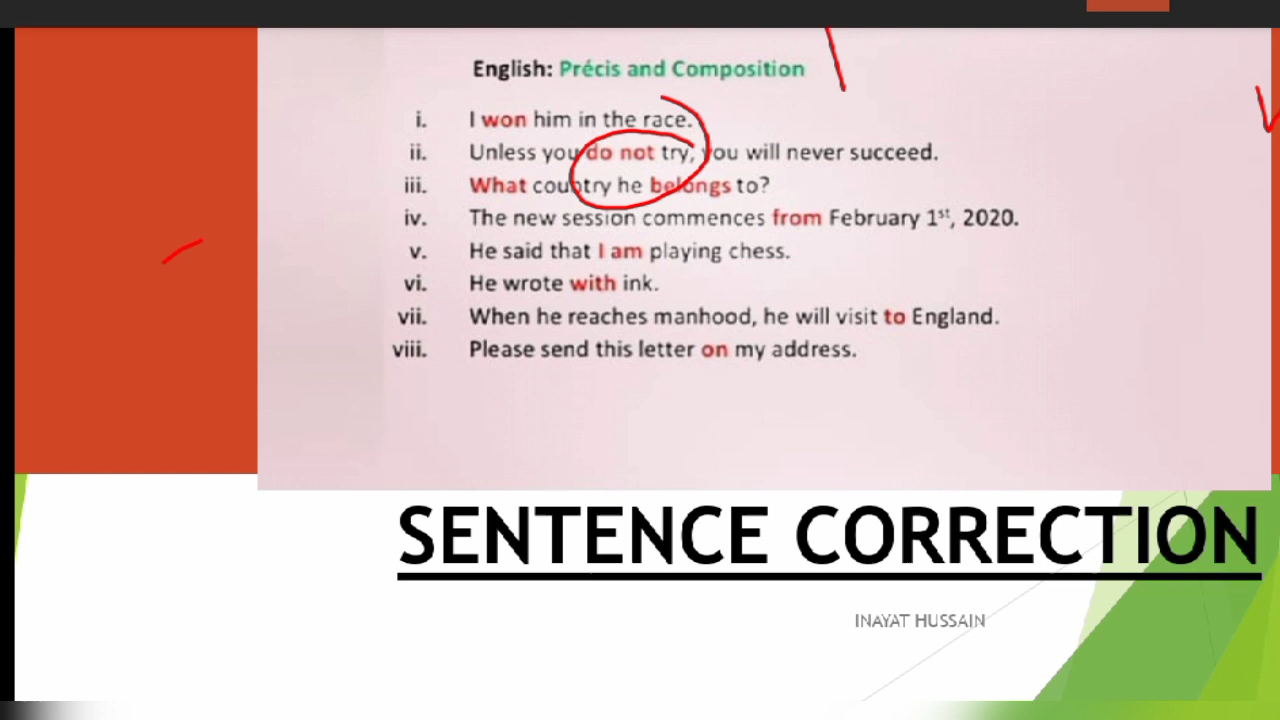 English: Précis and Composition
i. I won him in the race.
ii. Unless you do not try, you will never succeed.
iii. What country he belongs to?
iv. The new session commences from February 1st, 2020.
v. He said that I am playing chess.
vi. He wrote with ink.
vii. When he reaches manhood, he will visit to England.
viii. Please send this letter on my address.
SENTENCE CORRECTION
INAYAT HUSSAIN